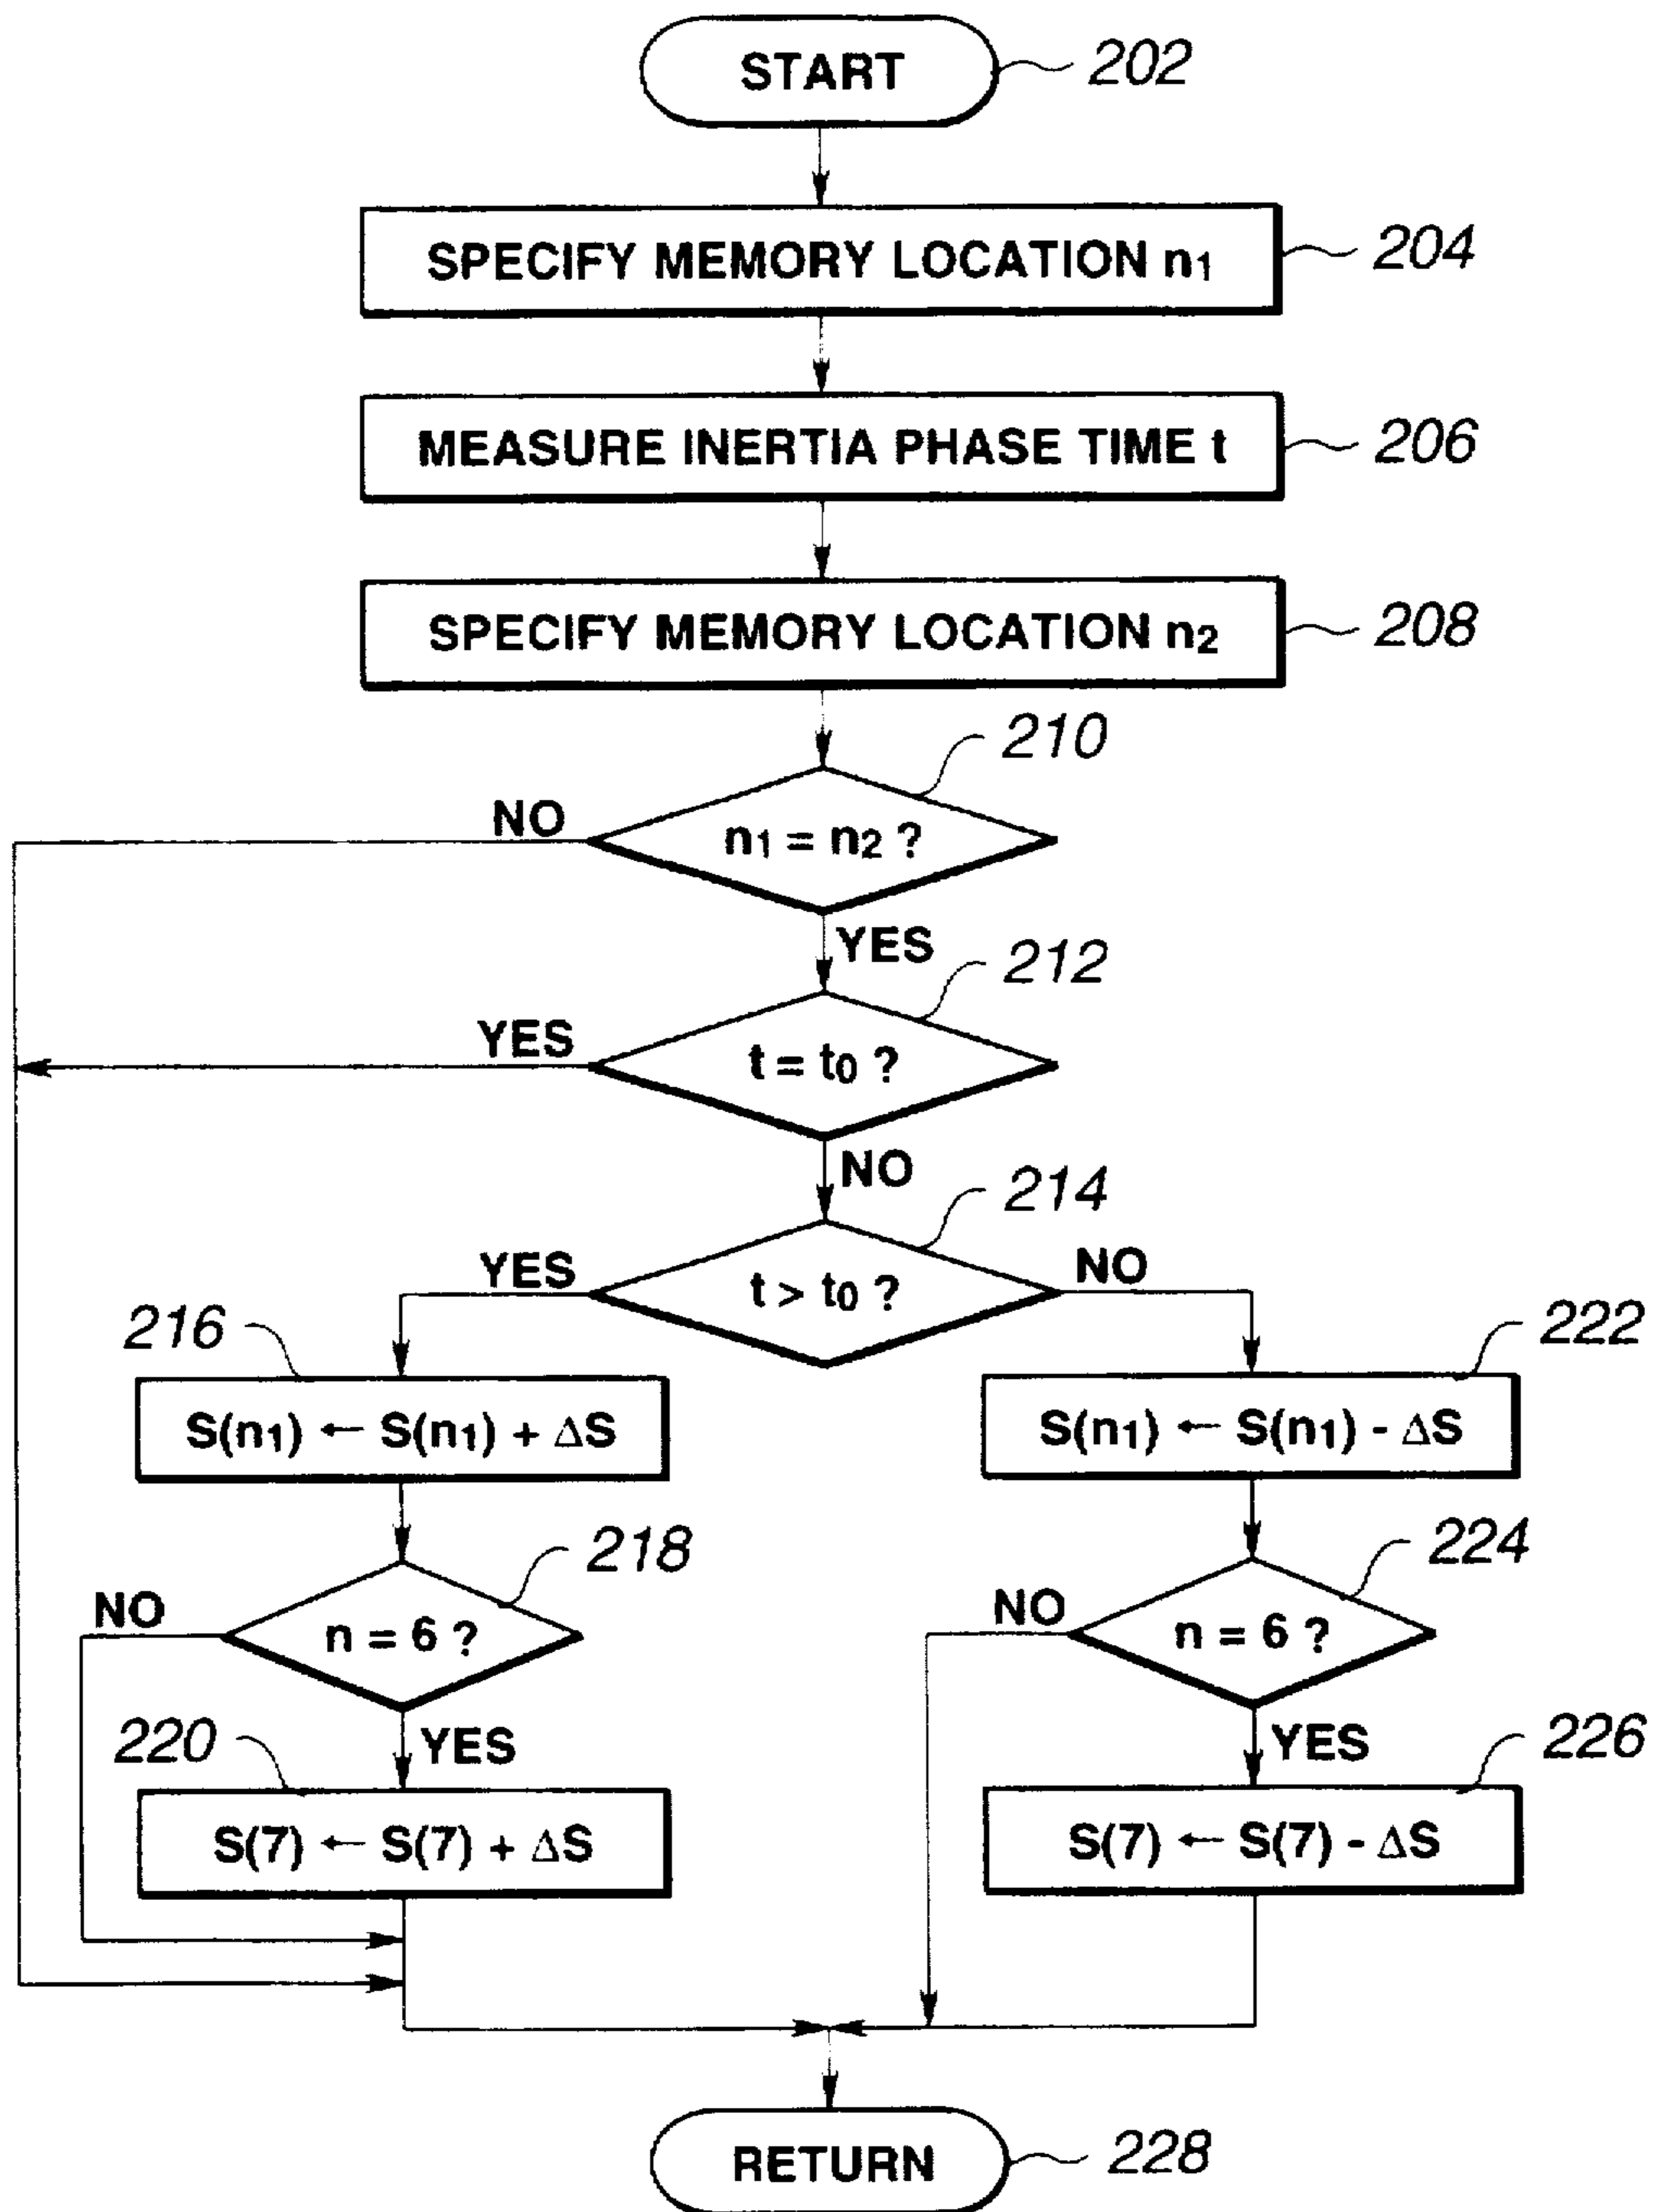 START
202
SPECIFY MEMORY LOCATION n1
204
MEASURE INERTIA PHASE TIME t
206
SPECIFY MEMORY LOCATION n2
208
210
NO
n1 = n2 ?
YES
212
YES
t = t0 ?
NO
214
YES
t > t0 ?
NO
216
S(n1) ← S(n1) + ΔS
222
S(n1) ← S(n1) - ΔS
218
NO
n = 6 ?
YES
224
NO
n = 6 ?
YES
220
S(7) ← S(7) + ΔS
226
S(7) ← S(7) - ΔS
RETURN
228